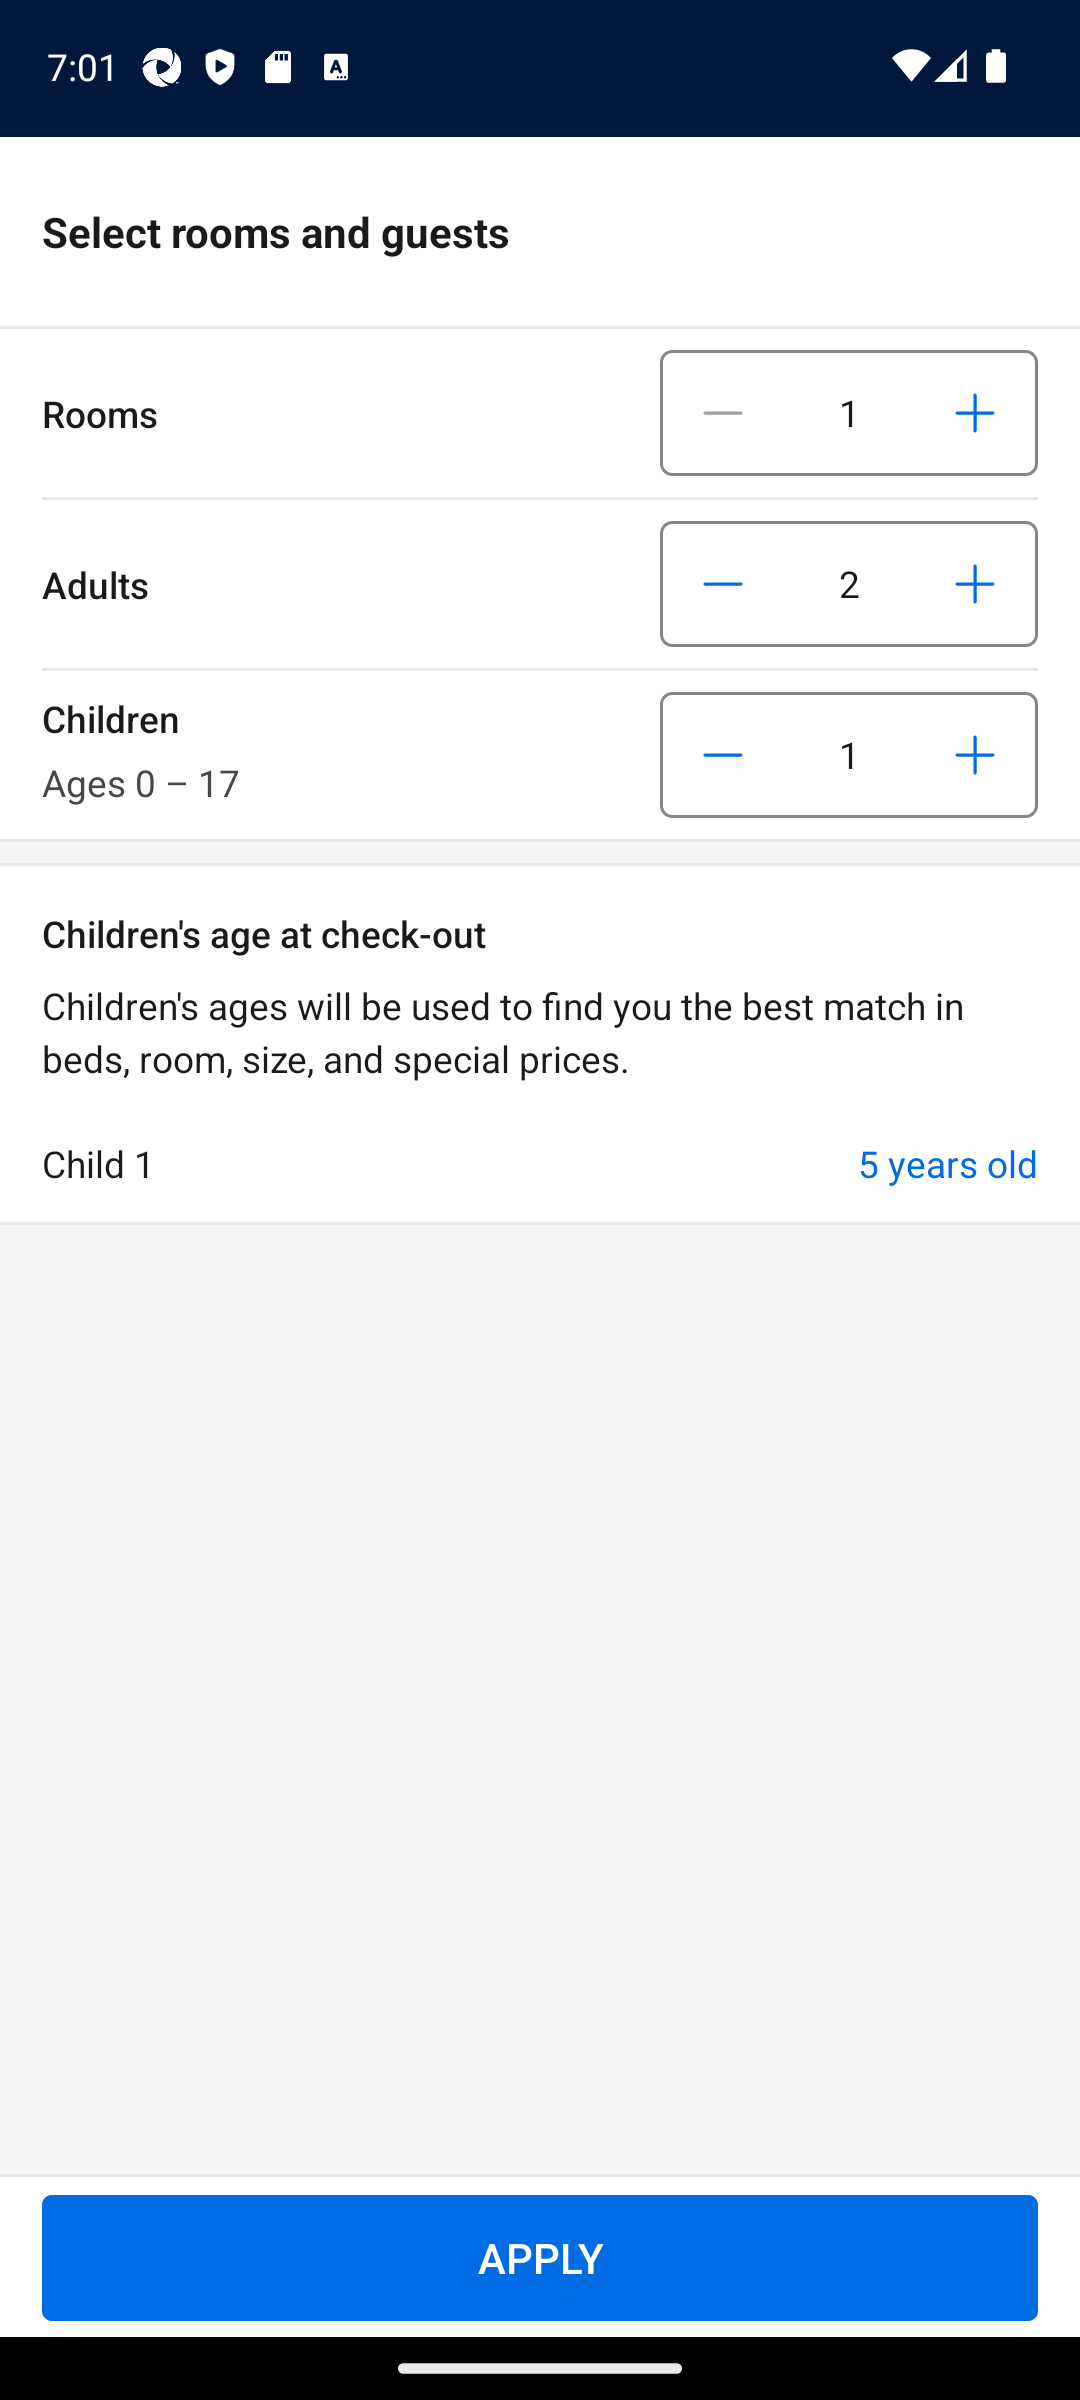 7:01
Select rooms and guests
Rooms
1
Adults
2
Children
Ages 0 – 17
1
Children's age at check-out
Children's ages will be used to find you the best match in
beds, room, size, and special prices.
Child 1
5 years old
APPLY